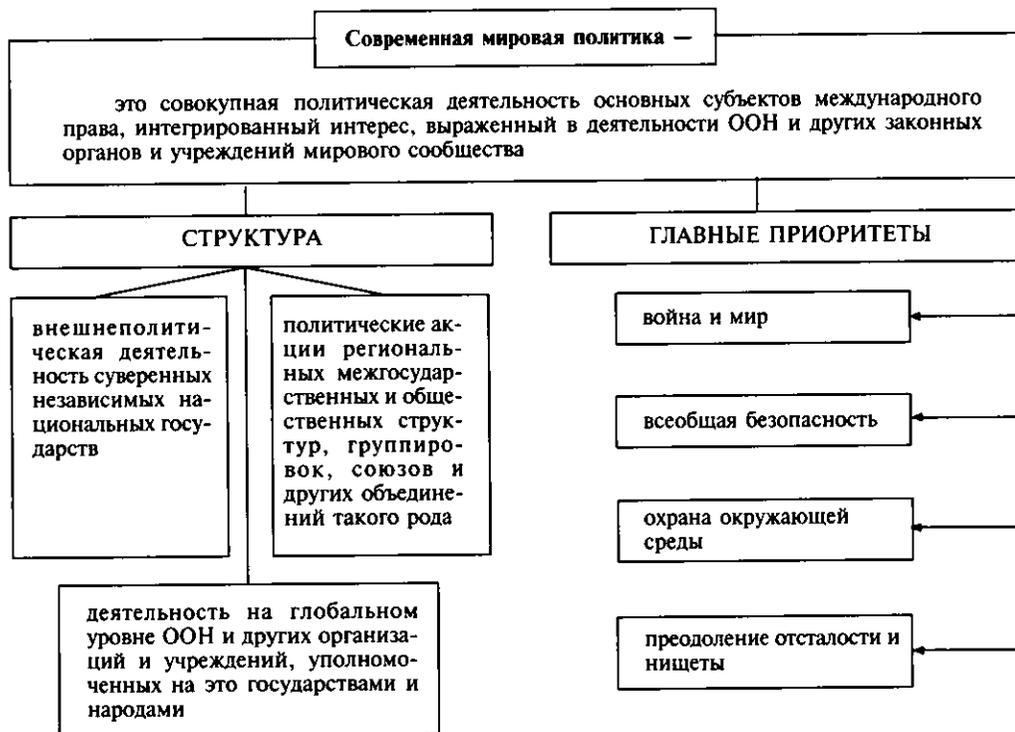 Современная мировая политика —
это совокупная политическая деятельность основных субъектов международного
права, интегрированный интерес, выраженный в деятельности ООН и других законных
органов и учреждений мирового сообщества
СТРУКТУРА
внешнеполити-
ческая деятель-
ность суверенных
независимых на-
циональных госу-
дарств
политические ак-
ции региональ-
ных межгосудар-
ственных и обще-
ственных струк-
тур, группиро-
вок, союзов и
других объедине-
ний такого рода
деятельность на глобальном
уровне ООН и других организа-
ций и учреждений, уполномо-
ченных на это государствами и
народами
ГЛАВНЫЕ ПРИОРИТЕТЫ
война и мир
всеобщая безопасность
охрана окружающей
среды
преодоление отсталости и
нищеты